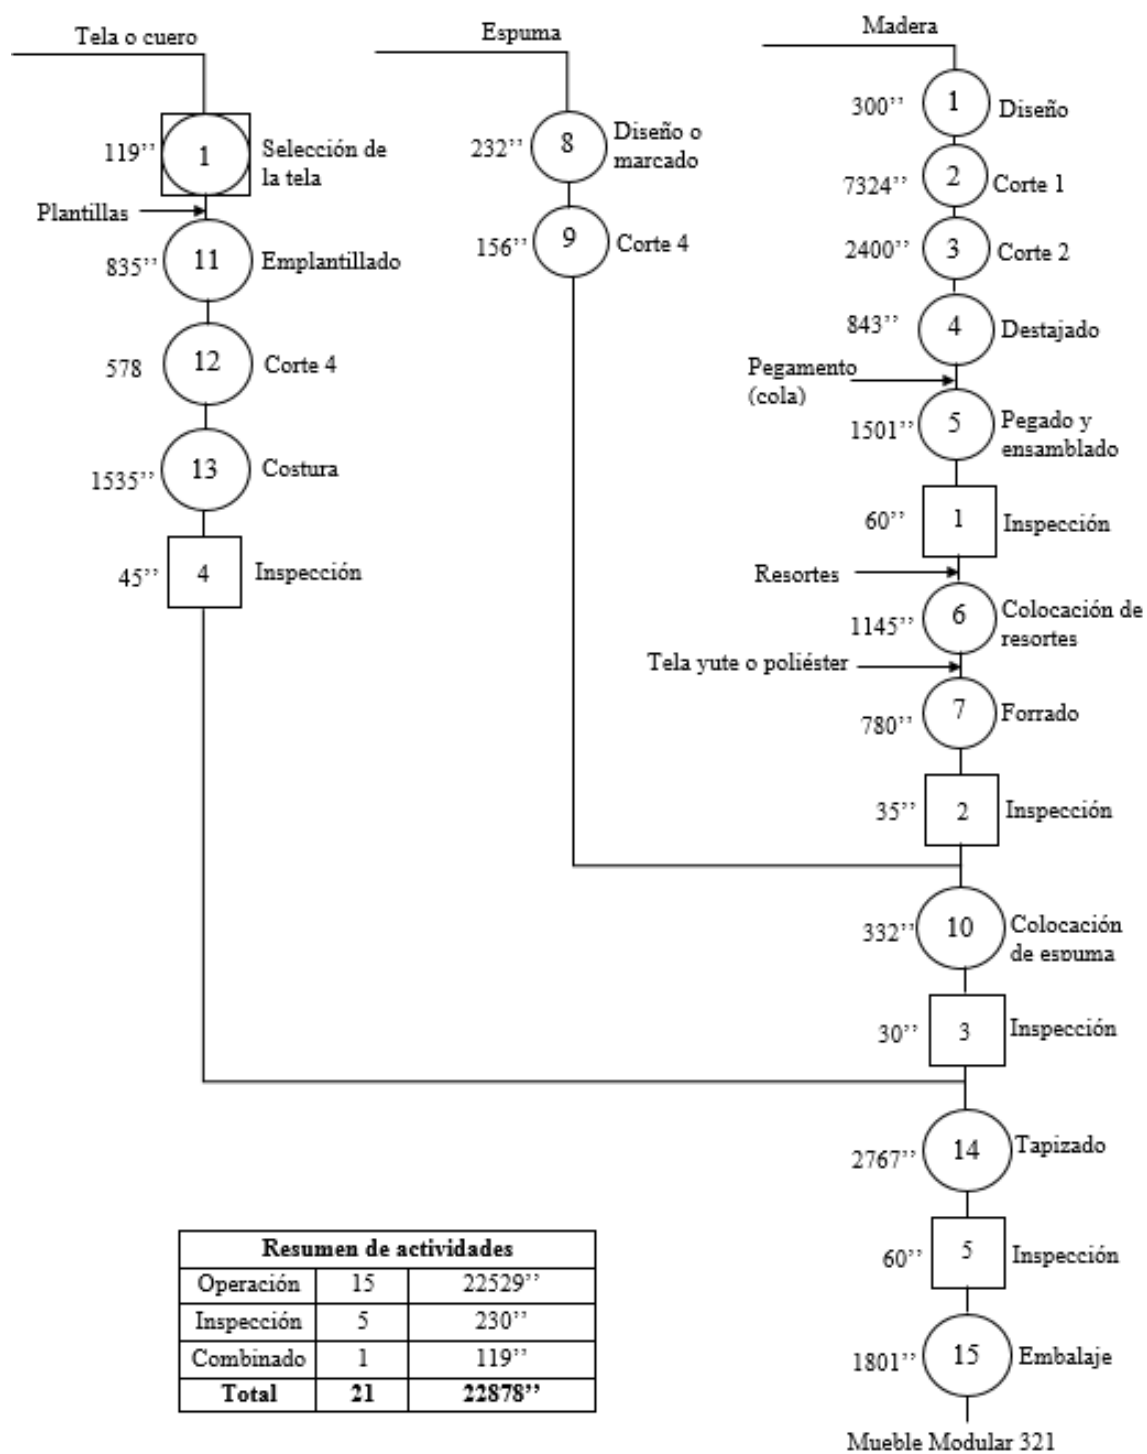 Tela o cuero
119’’
1
Selección de
la tela
Plantillas
835’’
11
Emplantillado
578
12
Corte 4
1535’’
13
Costura
45’’
4
Inspección
Espuma
232’’
8
Diseño o
marcado
156’’
9
Corte 4
Madera
300’’
1
Diseño
7324’’
2
Corte 1
2400’’
3
Corte 2
843’’
4
Destajado
Pegamento
(cola)
1501’’
5
Pegado y
ensamblado
60’’
1
Inspección
Resortes
1145’’
6
Colocación de
resortes
Tela yute o poliéster
780’’
7
Forrado
35’’
2
Inspección
332’’
10
Colocación
de espuma
30’’
3
Inspección
2767’’
14
Tapizado
60’’
5
Inspección
1801’’
15
Embalaje
Mueble Modular 321
Resumen de actividades
Operación 15 22529’’
Inspección 5 230’’
Combinado 1 119’’
Total 21 22878’’